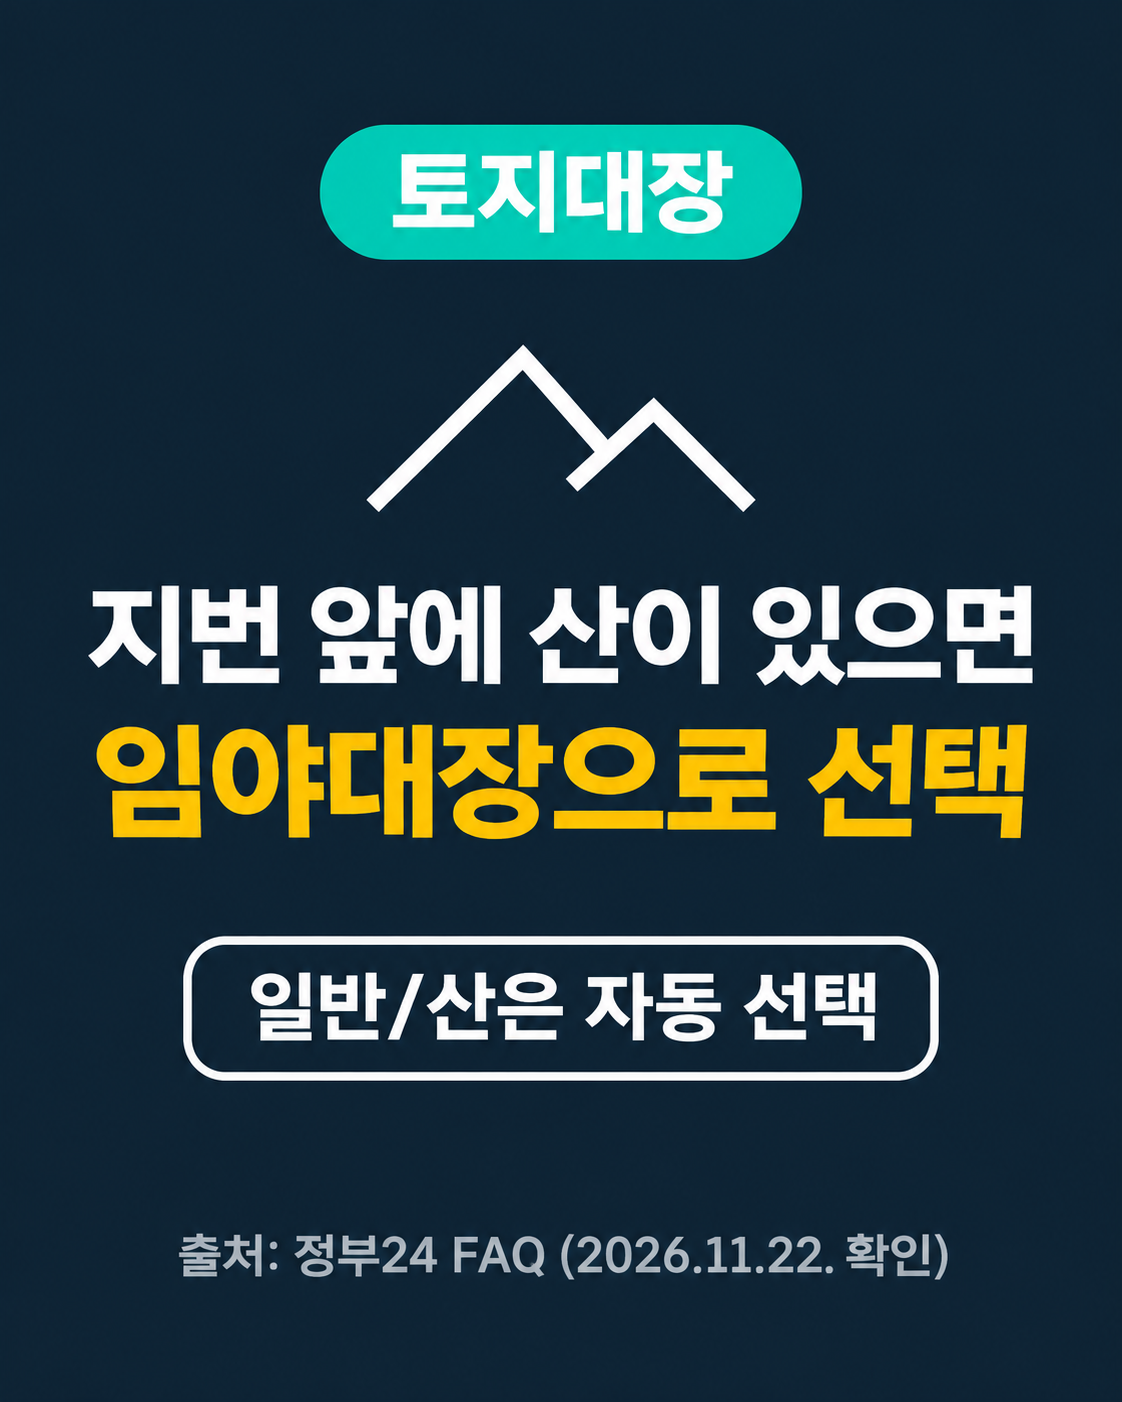 토지대장
지번 앞에 산이 있으면
임야대장으로 선택
일반/산은 자동 선택
출처: 정부24 FAQ (2026.11.22. 확인)